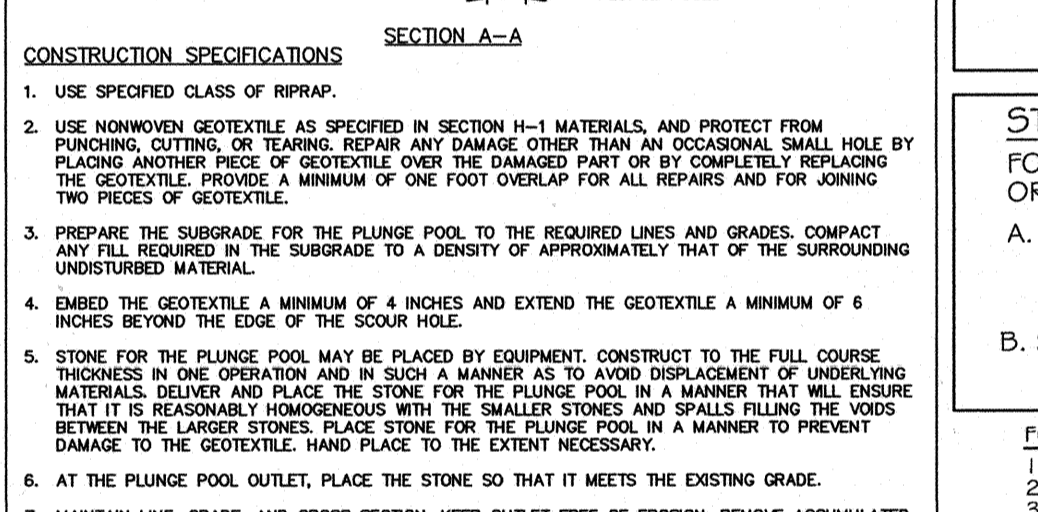 SECTION A-A
CONSTRUCTION SPECIFICATIONS
1. USE SPECIFIED CLASS OF RIPRAP.
2. USE NONWOVEN GEOTEXTILE AS SPECIFIED IN SECTION H-1 MATERIALS, AND PROTECT FROM
PUNCHING, CUTTING, OR TEARING. REPAIR ANY DAMAGE OTHER THAN AN OCCASIONAL SMALL HOLE BY
PLACING ANOTHER PIECE OF GEOTEXTILE OVER THE DAMAGED PART OR BY COMPLETELY REPLACING
THE GEOTEXTILE. PROVIDE A MINIMUM OF ONE FOOT OVERLAP FOR ALL REPAIRS AND FOR JOINING
TWO PIECES OF GEOTEXTILE.
3. PREPARE THE SUBGRADE FOR THE PLUNGE POOL TO THE REQUIRED LINES AND GRADES. COMPACT
ANY FILL REQUIRED IN THE SUBGRADE TO A DENSITY OF APPROXIMATELY THAT OF THE SURROUNDING
UNDISTURBED MATERIAL.
4. EMBED THE GEOTEXTILE A MINIMUM OF 4 INCHES AND EXTEND THE GEOTEXTILE A MINIMUM OF 6
INCHES BEYOND THE EDGE OF THE SCOUR HOLE.
5. STONE FOR THE PLUNGE POOL MAY BE PLACED BY EQUIPMENT. CONSTRUCT TO THE FULL COURSE
THICKNESS IN ONE OPERATION AND IN SUCH A MANNER AS TO AVOID DISPLACEMENT OF UNDERLYING
MATERIALS. DELIVER AND PLACE THE STONE FOR THE PLUNGE POOL IN A MANNER THAT WILL ENSURE
THAT IT IS REASONABLY HOMOGENEOUS WITH THE SMALLER STONES AND SPALLS FILLING THE VOIDS
BETWEEN THE LARGER STONES. PLACE STONE FOR THE PLUNGE POOL IN A MANNER TO PREVENT
DAMAGE TO THE GEOTEXTILE. HAND PLACE TO THE EXTENT NECESSARY.
6. AT THE PLUNGE POOL OUTLET, PLACE THE STONE SO THAT IT MEETS THE EXISTING GRADE.
ST
FO
OR
A.
B.
F
1
2
3